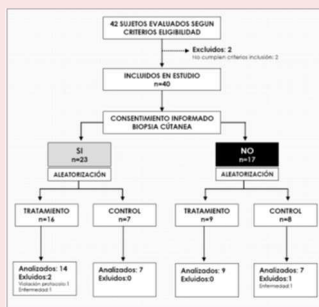 42 SUJETOS EVALUADOS SEGUN
CRITERIOS ELIGIBILIDAD
Excluidos: 2
No cumplen criterios inclusión: 2
INCLUIDOS EN ESTUDIO
n=40
CONSENTIMIENTO INFORMADO
BIOPSIA CÚTANEA
SI
n=23
NO
n=17
ALEATORIZACIÓN
ALEATORIZACIÓN
TRATAMIENTO
n=16
CONTROL
n=7
TRATAMIENTO
n=9
CONTROL
n=8
Analizados: 14
Exluidos:2
Violación protocolo 1
Enfermedad 1
Analizados: 7
Exluidos:0
Analizados: 9
Exluidos:0
Analizados: 7
Exluidos:1
Enfermedad 1